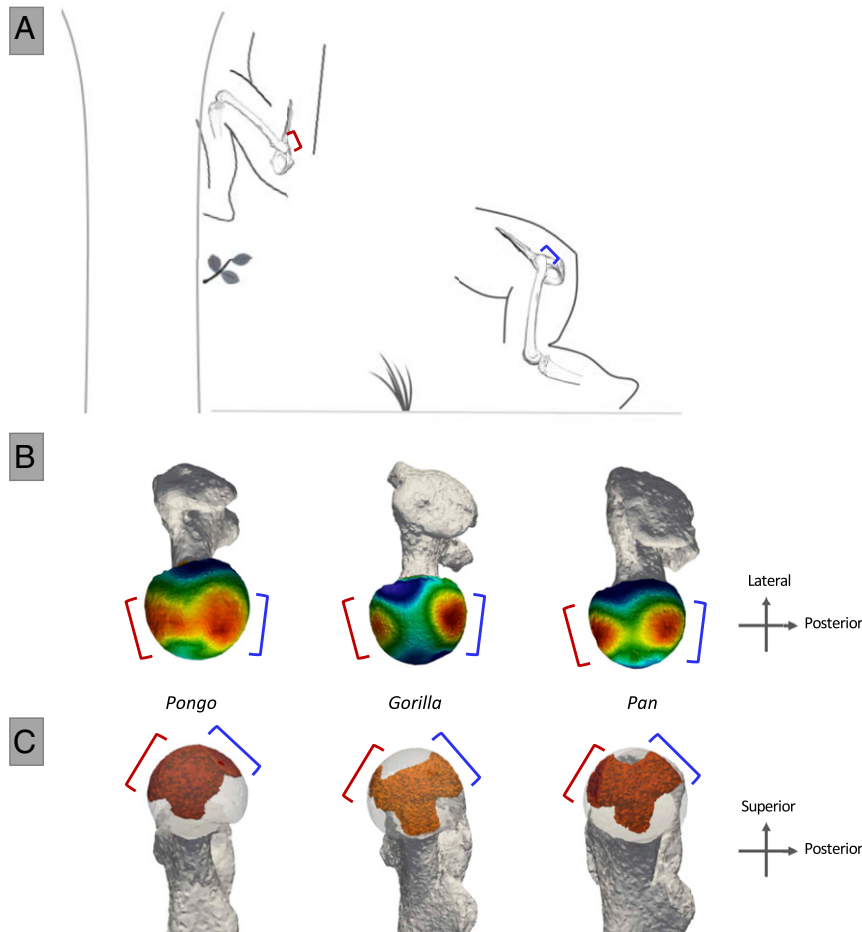 A
B
Lateral
Posterior
Pongo
Gorilla
Pan
C
Superior
Posterior